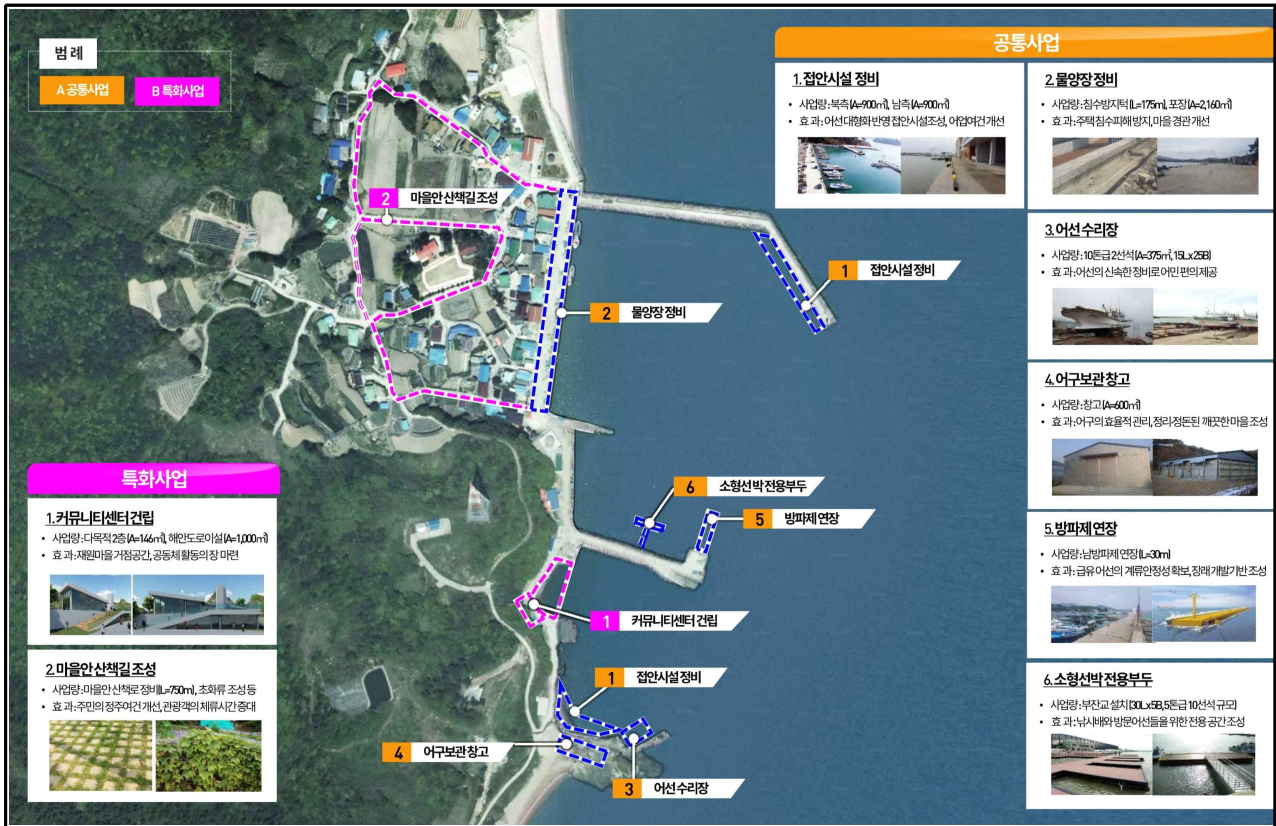 범 례
A 공통사업
B 특화사업
공통사업
1. 접안시설 정비
• 사업량 : 북측(A=900㎡), 남측(A=900㎡)
• 효 과 : 어선 대형화 반영 접안시설조성, 어업여건 개선
2. 물양장 정비
• 사업량 : 침수방지턱(L=175m), 포장(A=2,160㎡)
• 효 과 : 주택 침수피해 방지, 마을 경관 개선
3. 어선 수리장
• 사업량 : 10톤급 2선석(A=375㎡, 15Lx25B)
• 효 과 : 어선의 신속한 정비로 어민 편의 제공
4. 어구보관 창고
• 사업량 : 창고(A=600㎡)
• 효 과 : 어구의 효율적 관리, 정리·정돈된 깨끗한 마을 조성
5. 방파제 연장
• 사업량 : 남방파제 연장(L=30m)
• 효 과 : 급유 어선의 계류안정성 확보, 장래 개발기반 조성
6. 소형선박 전용부두
• 사업량 : 부잔교 설치(30Lx5B, 5톤급 10선석 규모)
• 효 과 : 낚시배와 방문어선들을 위한 전용 공간 조성
2 마을안 산책길 조성
1 접안시설 정비
2 물양장 정비
6 소형선박 전용부두
5 방파제 연장
1 커뮤니티센터 건립
1 접안시설 정비
4 어구보관 창고
3 어선 수리장
특화사업
1. 커뮤니티센터 건립
• 사업량 : 다목적 2층(A=146㎡), 해안도로이설(A=1,000㎡)
• 효 과 : 재원마을 거점공간, 공동체 활동의 장 마련
2. 마을안 산책길 조성
• 사업량 : 마을안 산책로 정비(L=750m), 초화류 조성 등
• 효 과 : 주민의 정주여건 개선, 관광객의 체류시간 증대